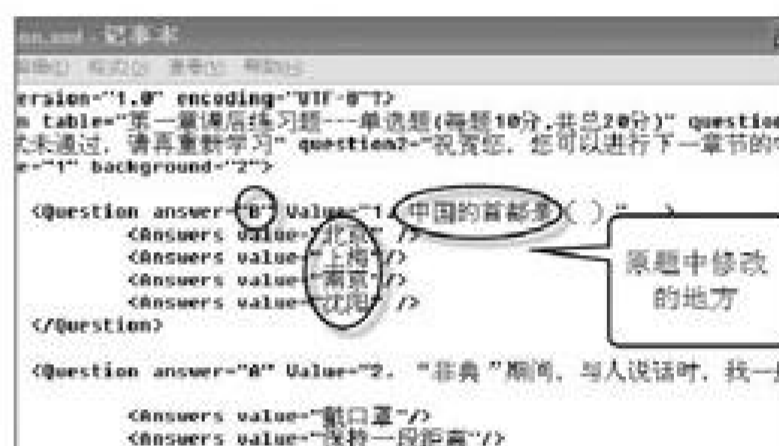 记事本
ersion="1.0" encoding="UTF-8"?>
n table="第一章课后练习题---单选题(每题10分,共总20分)" question
式未通过, 请再重新学习" question2="祝贺您, 您可以进行下一章节的
e="1" background="2">
<Question answer="B" Value="1. 中国的首都是( )" >
<Answers value="北京" />
<Answers value="上梅"/>
<Answers value="南京"/>
<Answers value="沈阳" />
</Question>
原题中修改
的地方
<Question answer="A" Value="2. “非典”期间, 与人说话时, 找一
<Answers value="戴口罩"/>
<Answers value="保持一段距离"/>